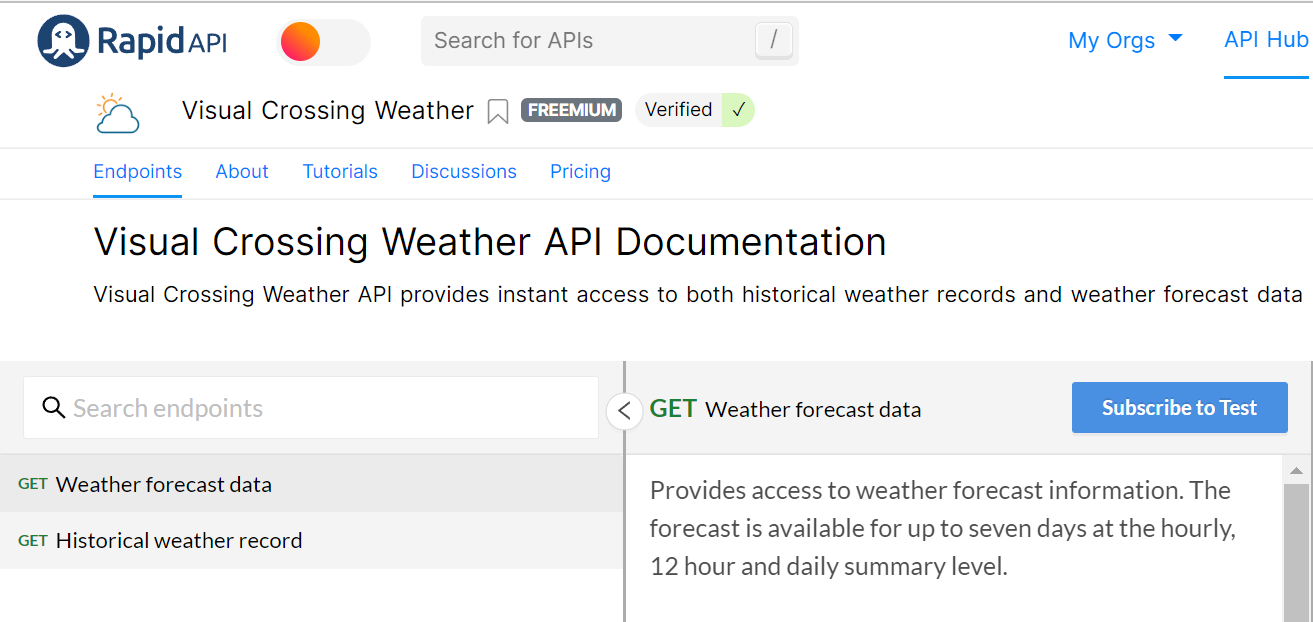 Rapid API
Search for APIs /
My Orgs
API Hub
Visual Crossing Weather FREEMIUM Verified ✓
Endpoints About Tutorials Discussions Pricing
Visual Crossing Weather API Documentation
Visual Crossing Weather API provides instant access to both historical weather records and weather forecast data
Search endpoints
GET Weather forecast data
GET Historical weather record
GET Weather forecast data
Subscribe to Test
Provides access to weather forecast information. The
forecast is available for up to seven days at the hourly,
12 hour and daily summary level.